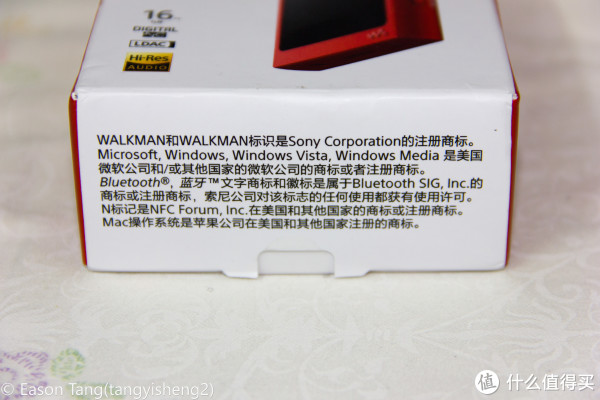 16
DIGITAL
LDAC
Hi-Res
AUDIO
WALKMAN和WALKMAN标识是Sony Corporation的注册商标。
Microsoft, Windows, Windows Vista, Windows Media 是美国
微软公司和/或其他国家的微软公司的商标或者注册商标。
Bluetooth®, 蓝牙™文字商标和徽标是属于Bluetooth SIG, Inc.的
商标或注册商标，索尼公司对该标志的任何使用都获有使用许可。
N标记是NFC Forum, Inc.在美国和其他国家的商标或注册商标。
Mac操作系统是苹果公司在美国和其他国家注册的商标。
© Eason Tang(tangyisheng2)
值 什么值得买